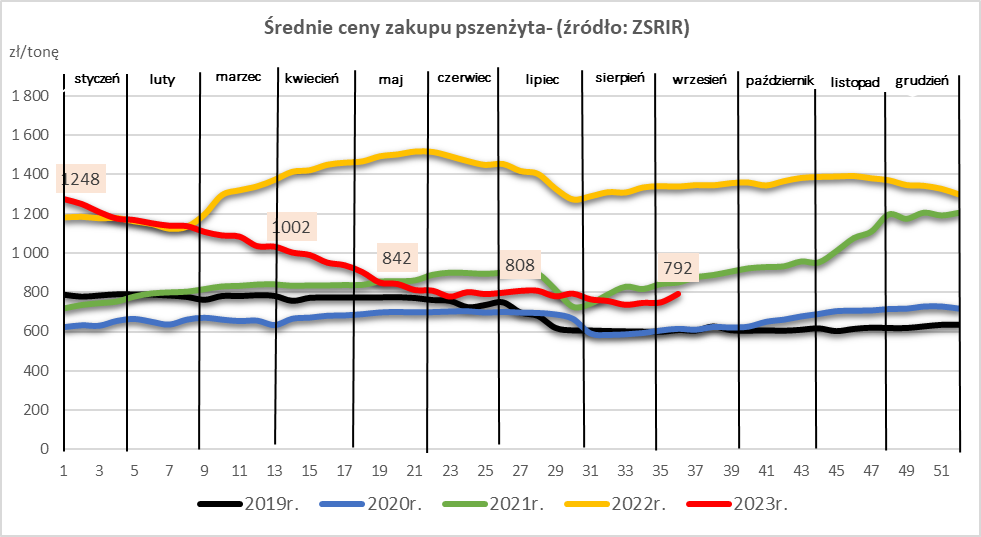 Średnie ceny zakupu pszenżyta- (źródło: ZSRIR)
zł/tonę
styczeń luty marzec kwiecień maj czerwiec lipiec sierpień wrzesień październik listopad grudzień
1 800
1 600
1 400
1248
1 200
1002
1 000
842 808 792
800
600
400
200
0
1 3 5 7 9 11 13 15 17 19 21 23 25 27 29 31 33 35 37 39 41 43 45 47 49 51
2019r. 2020r. 2021r. 2022r. 2023r.